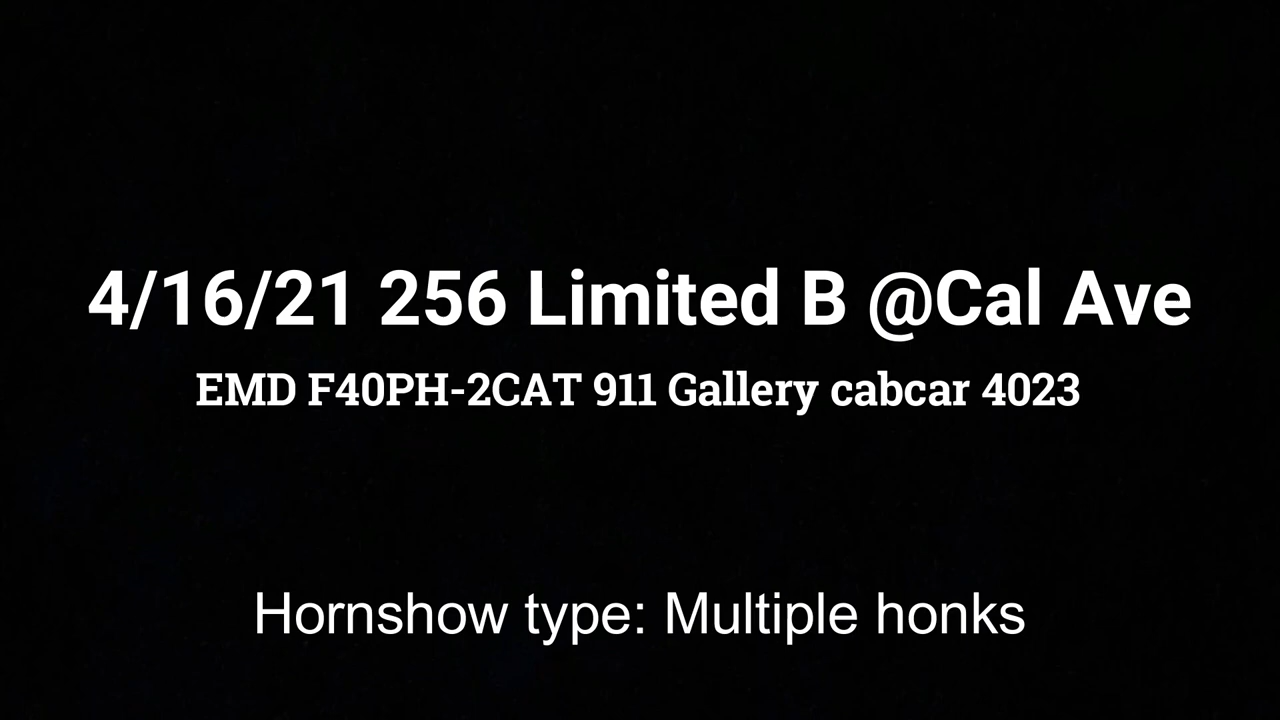 4/16/21 256 Limited B @Cal Ave
EMD F40PH-2CAT 911 Gallery cabcar 4023
Hornshow type: Multiple honks